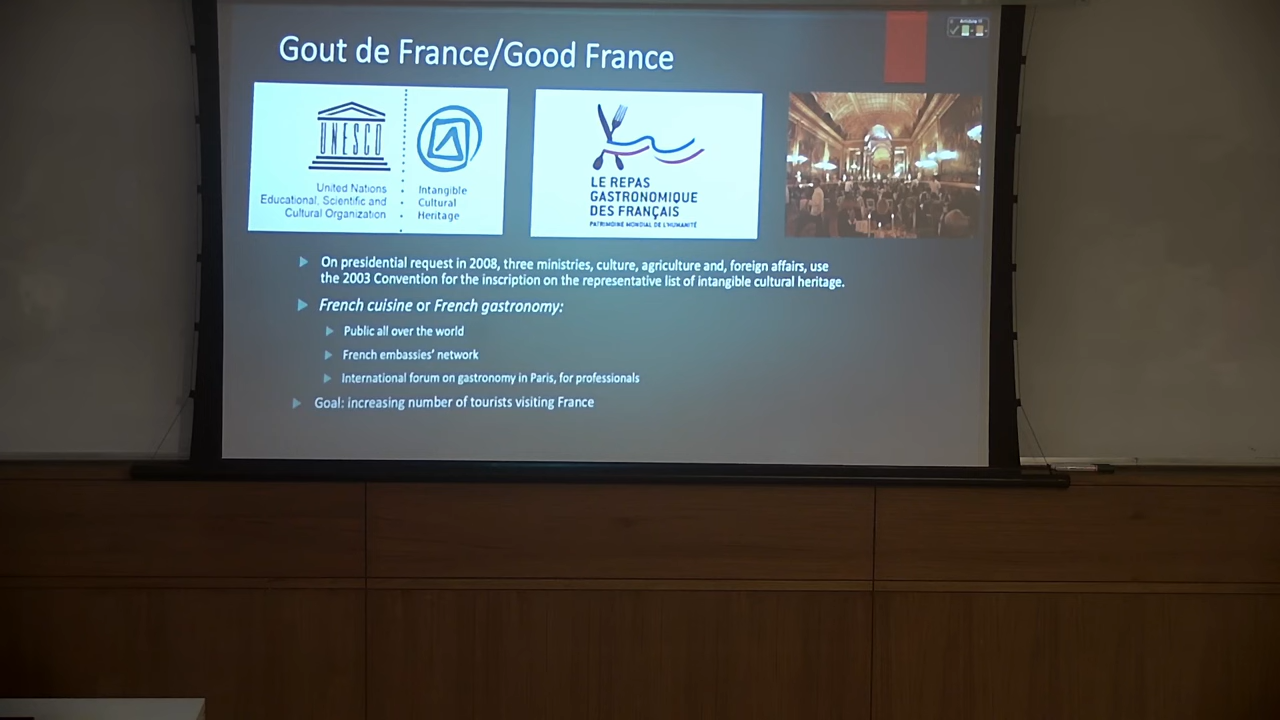 Gout de France/Good France
UNESCO
United Nations
Educational, Scientific and
Cultural Organization
Intangible
Cultural
Heritage
LE REPAS
GASTRONOMIQUE
DES FRANÇAIS
PATRIMOINE MONDIAL DE L'HUMANITÉ
On presidential request in 2008, three ministries, culture, agriculture and, foreign affairs, use
the 2003 Convention for the inscription on the representative list of intangible cultural heritage.
French cuisine or French gastronomy:
Public all over the world
French embassies' network
International forum on gastronomy in Paris, for professionals
Goal: increasing number of tourists visiting France